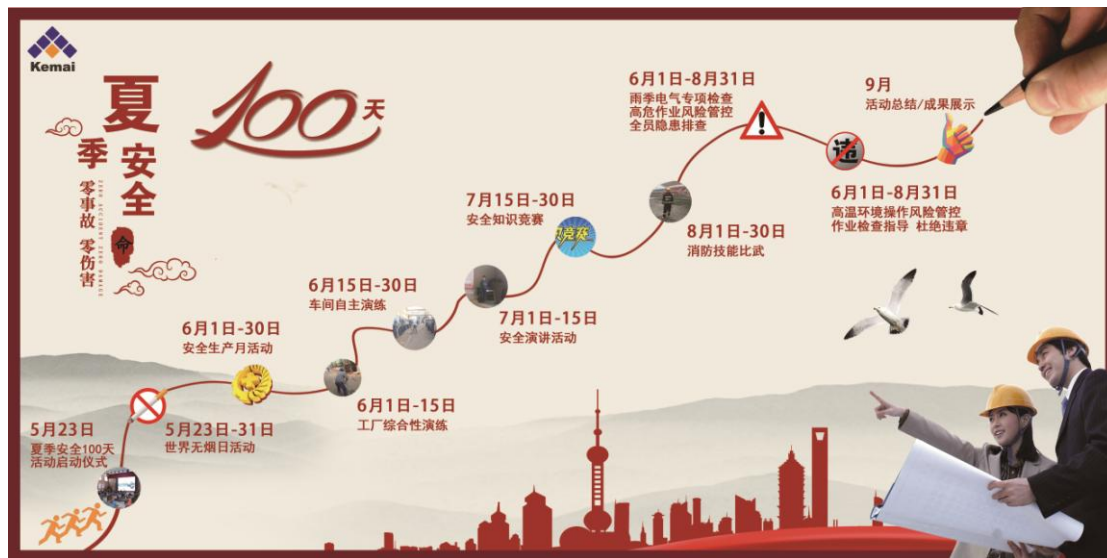 Kemai
夏
季
安全
零事故 零伤害
ZERO ACCIDENT ZERO DAMAGE
命
100天
5月23日
夏季安全100天
活动启动仪式
5月23日-31日
世界无烟日活动
6月1日-30日
安全生产月活动
6月1日-15日
工厂综合性演练
6月15日-30日
车间自主演练
7月1日-15日
安全演讲活动
7月15日-30日
安全知识竞赛
竞赛
8月1日-30日
消防技能比武
6月1日-8月31日
雨季电气专项检查
高危作业风险管控
全员隐患排查
违
6月1日-8月31日
高温环境操作风险管控
作业检查指导 杜绝违章
9月
活动总结/成果展示